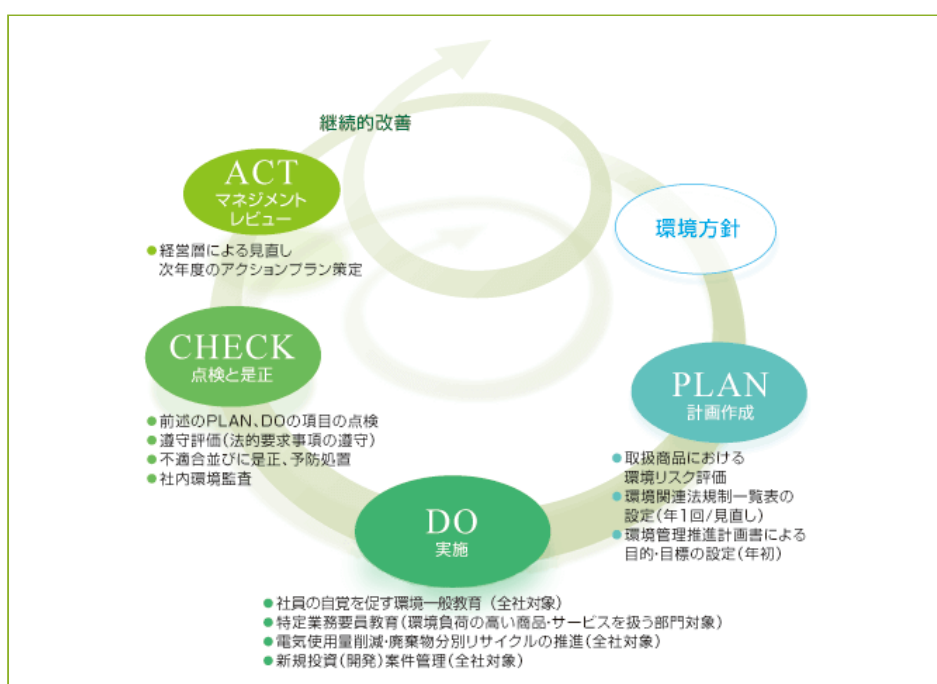 継続的改善
ACT
マネジメント
レビュー
●経営層による見直し
次年度のアクションプラン策定
環境方針
CHECK
点検と是正
●前述のPLAN、DOの項目の点検
●遵守評価(法的要求事項の遵守)
●不適合並びに是正、予防処置
●社内環境監査
PLAN
計画作成
●取扱商品における
環境リスク評価
●環境関連法規制一覧表の
設定(年1回/見直し)
●環境管理推進計画書による
目的・目標の設定(年初)
DO
実施
●社員の自覚を促す環境一般教育 (全社対象)
●特定業務要員教育(環境負荷の高い商品・サービスを扱う部門対象)
●電気使用量削減・廃棄物分別リサイクルの推進(全社対象)
●新規投資(開発)案件管理(全社対象)